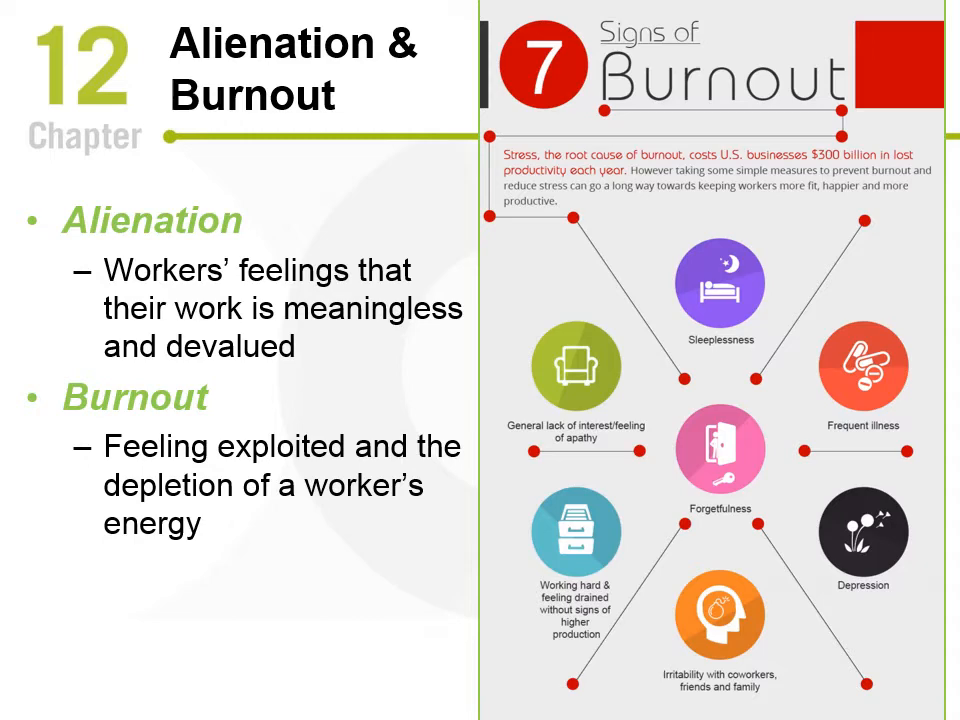 12
Chapter
Alienation &
Burnout
• Alienation
– Workers’ feelings that
their work is meaningless
and devalued
• Burnout
– Feeling exploited and the
depletion of a worker’s
energy
7
Signs of
Burnout
Stress, the root cause of burnout, costs U.S. businesses $300 billion in lost
productivity each year. However taking some simple measures to prevent burnout and
reduce stress can go a long way towards keeping workers more fit, happier and more
productive.
Sleeplessness
General lack of interest/feeling
of apathy
Frequent illness
Forgetfulness
Working hard &
feeling drained
without signs of
higher
production
Depression
Irritability with coworkers,
friends and family